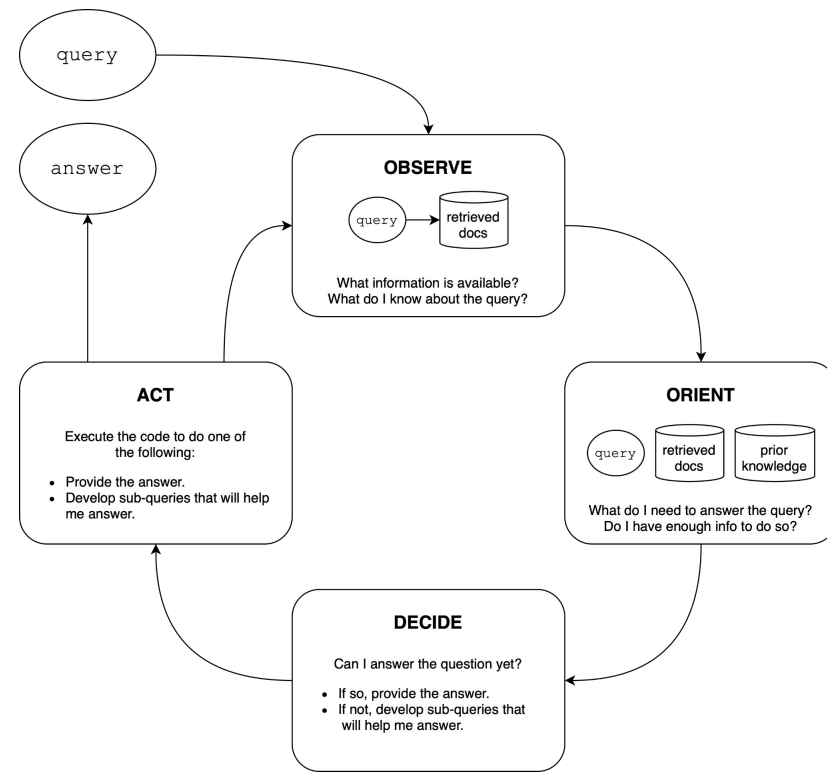 query
answer
OBSERVE
query
retrieved
docs
What information is available?
What do I know about the query?
ACT
Execute the code to do one of
the following:
• Provide the answer.
• Develop sub-queries that will help
me answer.
ORIENT
query
retrieved
docs
prior
knowledge
What do I need to answer the query?
Do I have enough info to do so?
DECIDE
Can I answer the question yet?
• If so, provide the answer.
• If not, develop sub-queries that
will help me answer.